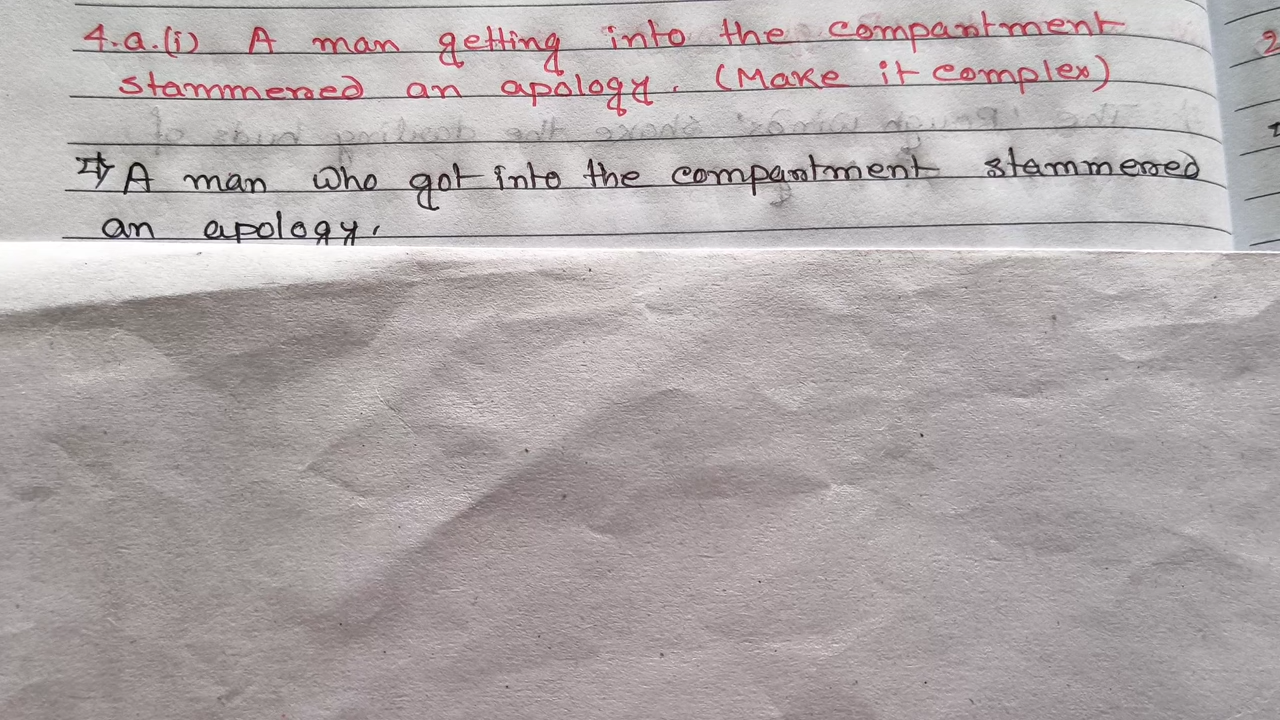 4.a.(i) A man getting into the compartment
stammered an apology. (Make it complex)
⇒ A man who got into the compartment stammered
an apology.
2